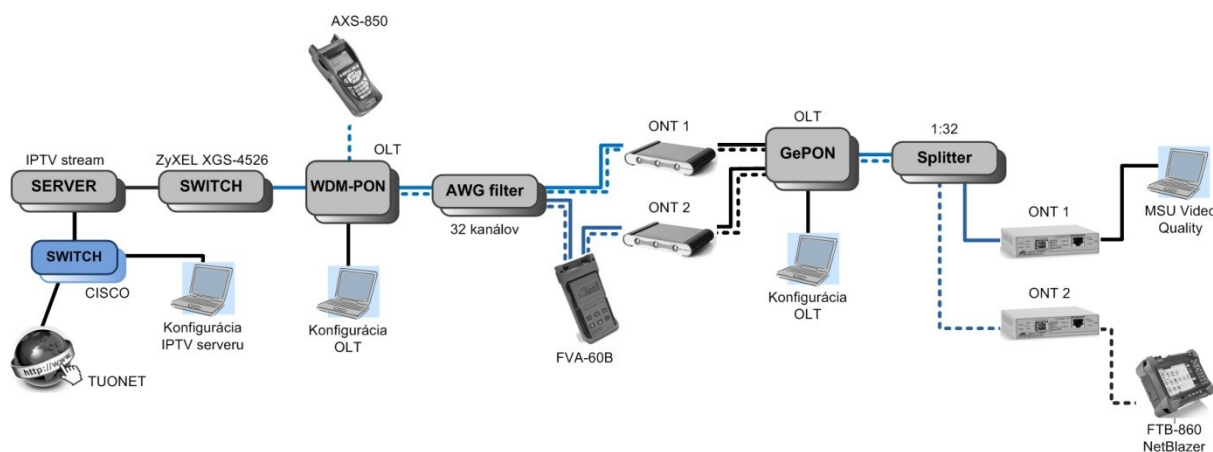 AXS-850
IPTV stream
SERVER
ZyXEL XGS-4526
SWITCH
OLT
WDM-PON
AWG filter
32 kanálov
ONT 1
ONT 2
OLT
GePON
1:32
Splitter
ONT 1
MSU Video
Quality
SWITCH
CISCO
Konfigurácia
IPTV serveru
Konfigurácia
OLT
FVA-60B
Konfigurácia
OLT
ONT 2
http://www
TUONET
FTB-860
NetBlazer